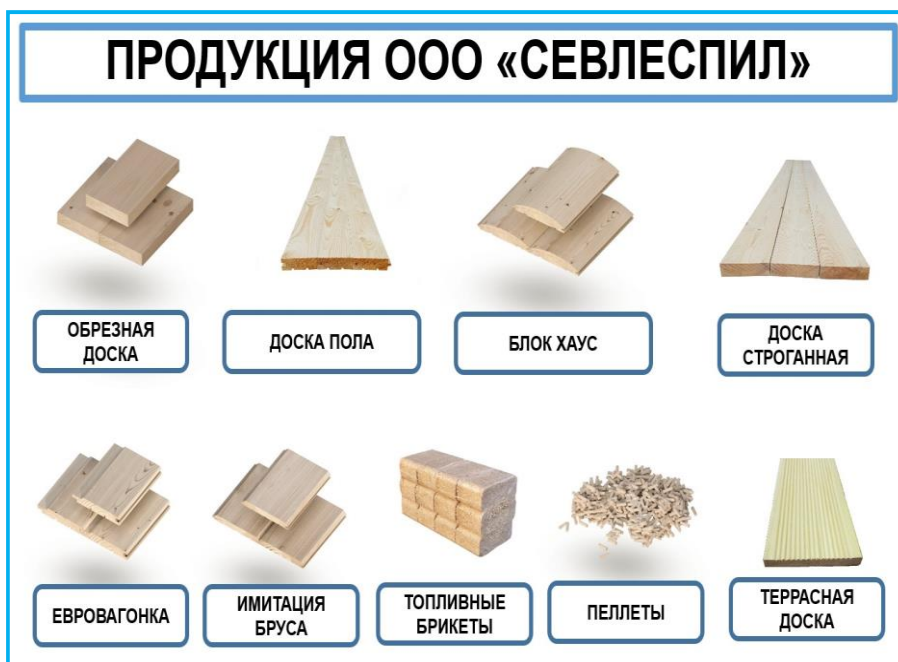 ПРОДУКЦИЯ ООО «СЕВЛЕСПИЛ»
ОБРЕЗНАЯ
ДОСКА
ДОСКА ПОЛА
БЛОК ХАУС
ДОСКА
СТРОГАННАЯ
ЕВРОВАГОНКА
ИМИТАЦИЯ
БРУСА
ТОПЛИВНЫЕ
БРИКЕТЫ
ПЕЛЛЕТЫ
ТЕРРАСНАЯ
ДОСКА